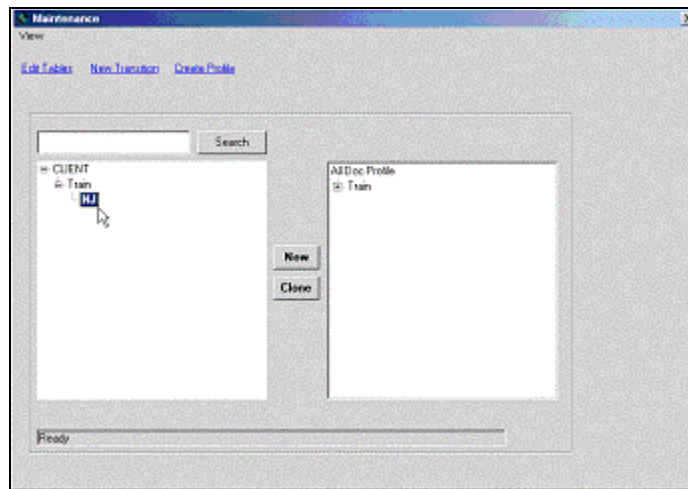 Maintenance
View
Edit Tables New Transition Create Profile
Search
CLIENT
Train
NJ
All Doc Profile
Train
New
Clone
Ready